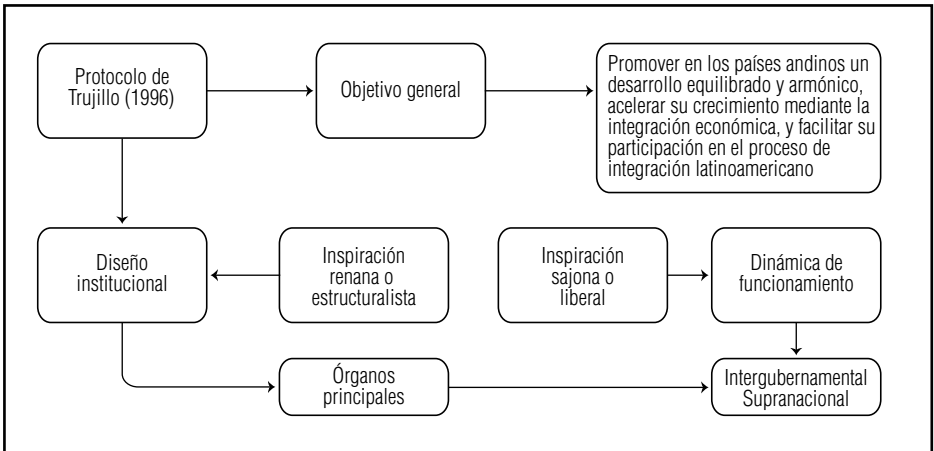 Protocolo de
Trujillo (1996)
Objetivo general
Promover en los países andinos un
desarrollo equilibrado y armónico,
acelerar su crecimiento mediante la
integración económica, y facilitar su
participación en el proceso de
integración latinoamericano
Diseño
institucional
Inspiración
renana o
estructuralista
Inspiración
sajona o
liberal
Dinámica de
funcionamiento
Órganos
principales
Intergubernamental
Supranacional